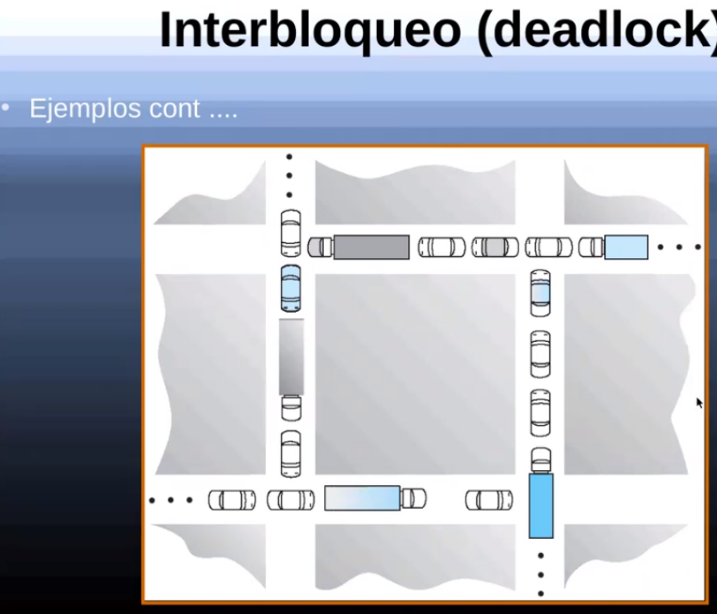 Interbloqueo (deadlock)
• Ejemplos cont ....